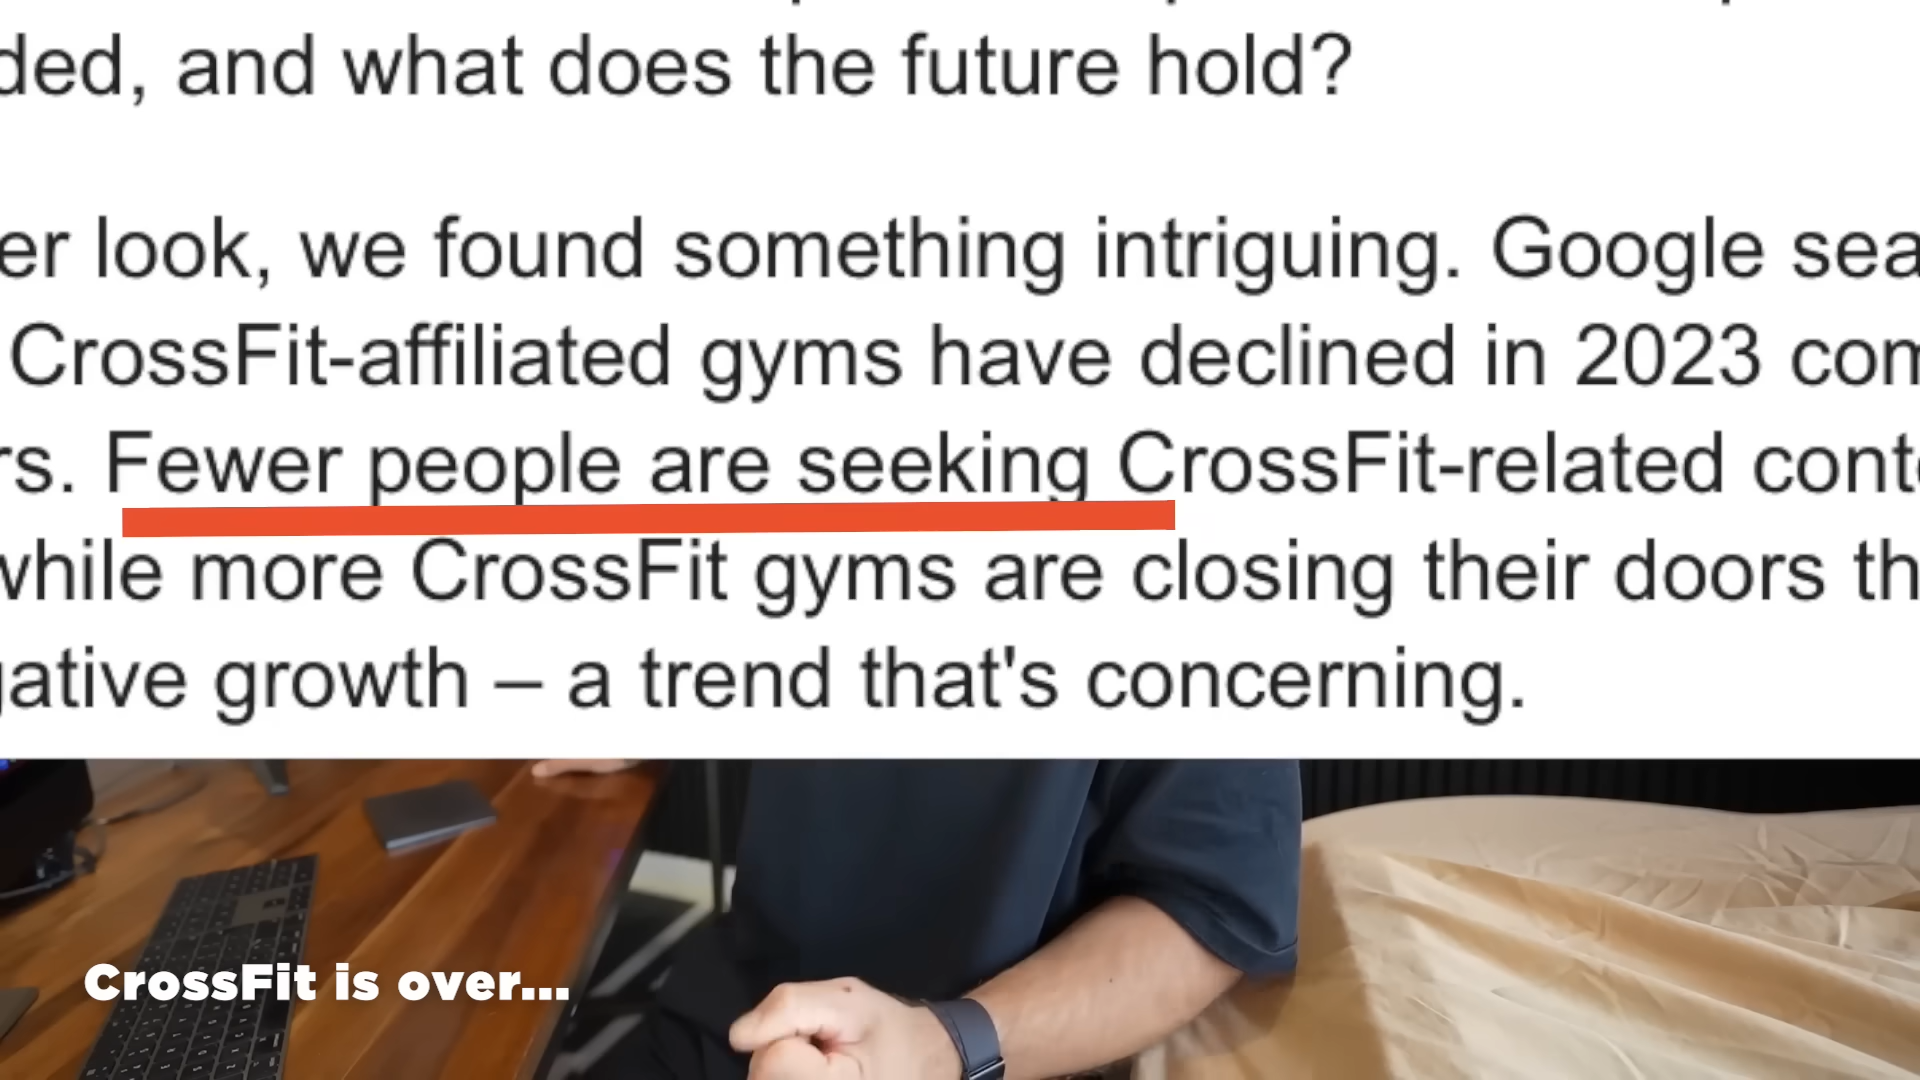 ded, and what does the future hold?
er look, we found something intriguing. Google sea
CrossFit-affiliated gyms have declined in 2023 com
rs. Fewer people are seeking CrossFit-related conte
while more CrossFit gyms are closing their doors th
gative growth – a trend that's concerning.
CrossFit is over...